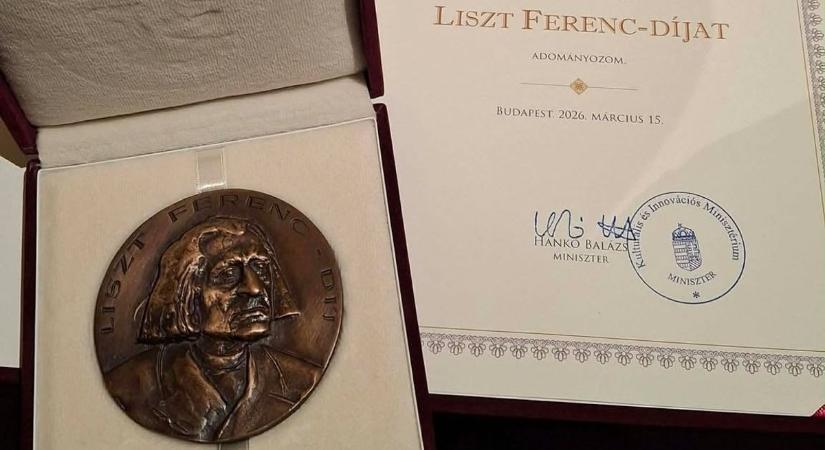 LISZT FERENC-DÍJAT
ADOMÁNYOZOM.
BUDAPEST. 2026. MÁRCIUS 15.
HANKÓ BALÁZS
MINISZTER
Kulturális és Innovációs Minisztérium
MINISZTER
*
LISZT FERENC-DÍJ